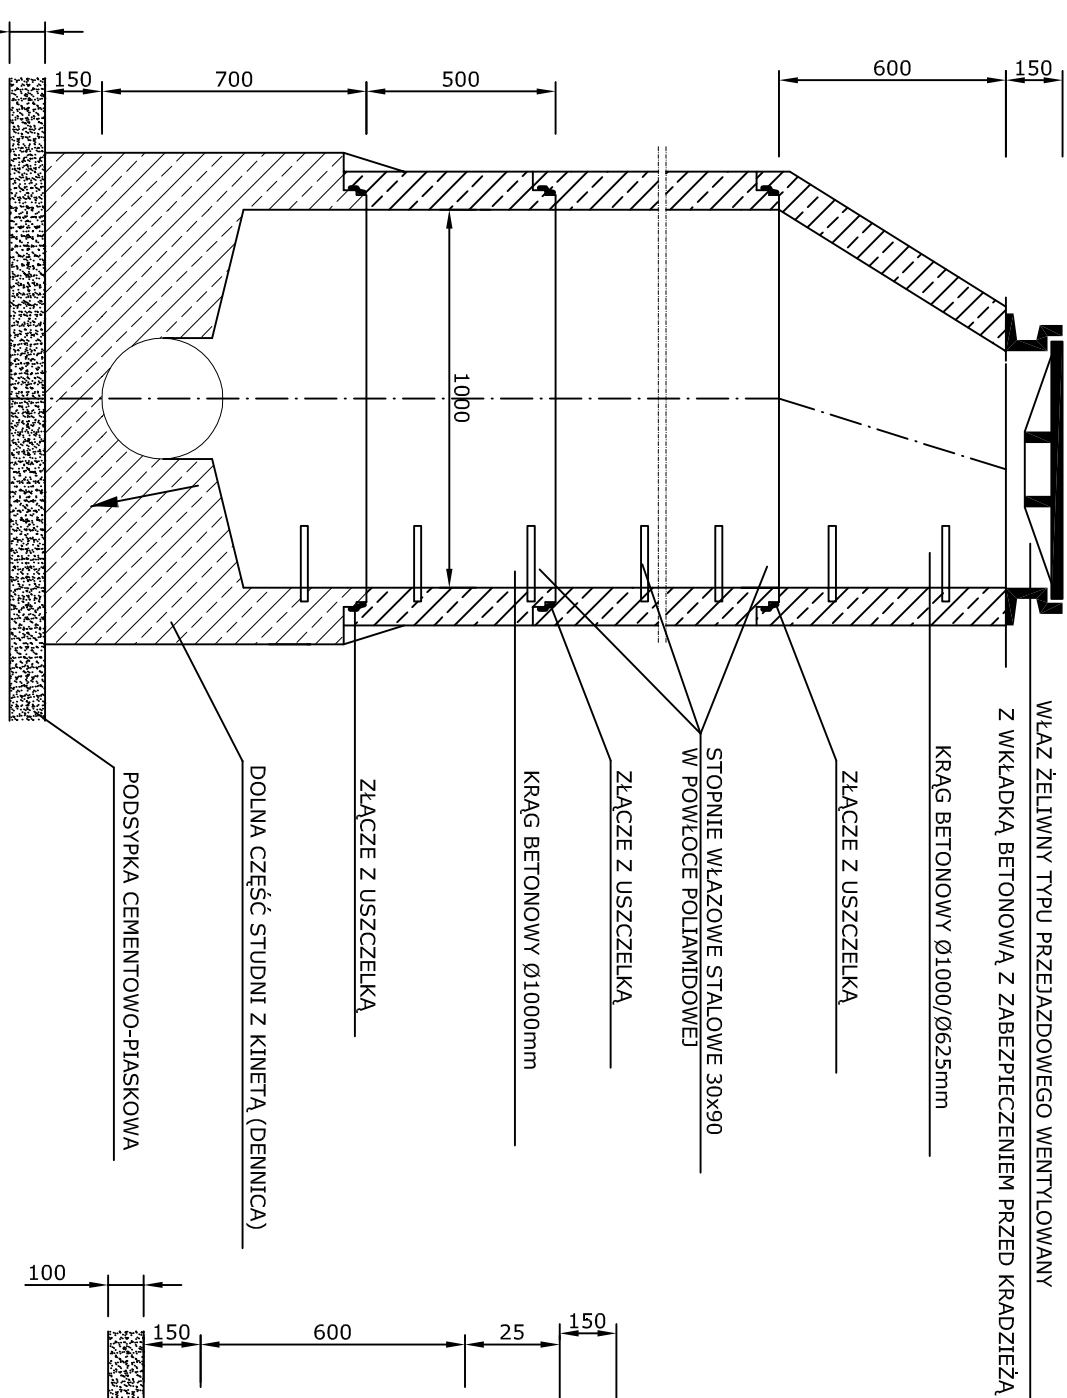 150
700
500
600
150
1000
WŁAZ ŻELIWNY TYPU PRZEJAZDOWEGO WENTYLOWANY
Z WKŁADKĄ BETONOWĄ Z ZABEZPIECZENIEM PRZED KRADZIEŻĄ
KRĄG BETONOWY Ø1000/Ø625mm
ZŁĄCZE Z USZCZELKĄ
STOPNIE WŁAZOWE STALOWE 30x90
W POWŁOCE POLIAMIDOWEJ
ZŁĄCZE Z USZCZELKĄ
KRĄG BETONOWY Ø1000mm
ZŁĄCZE Z USZCZELKĄ
DOLNA CZĘŚĆ STUDNI Z KINETĄ (DENNICA)
PODSYPKA CEMENTOWO-PIASKOWA
100
150
600
25
150